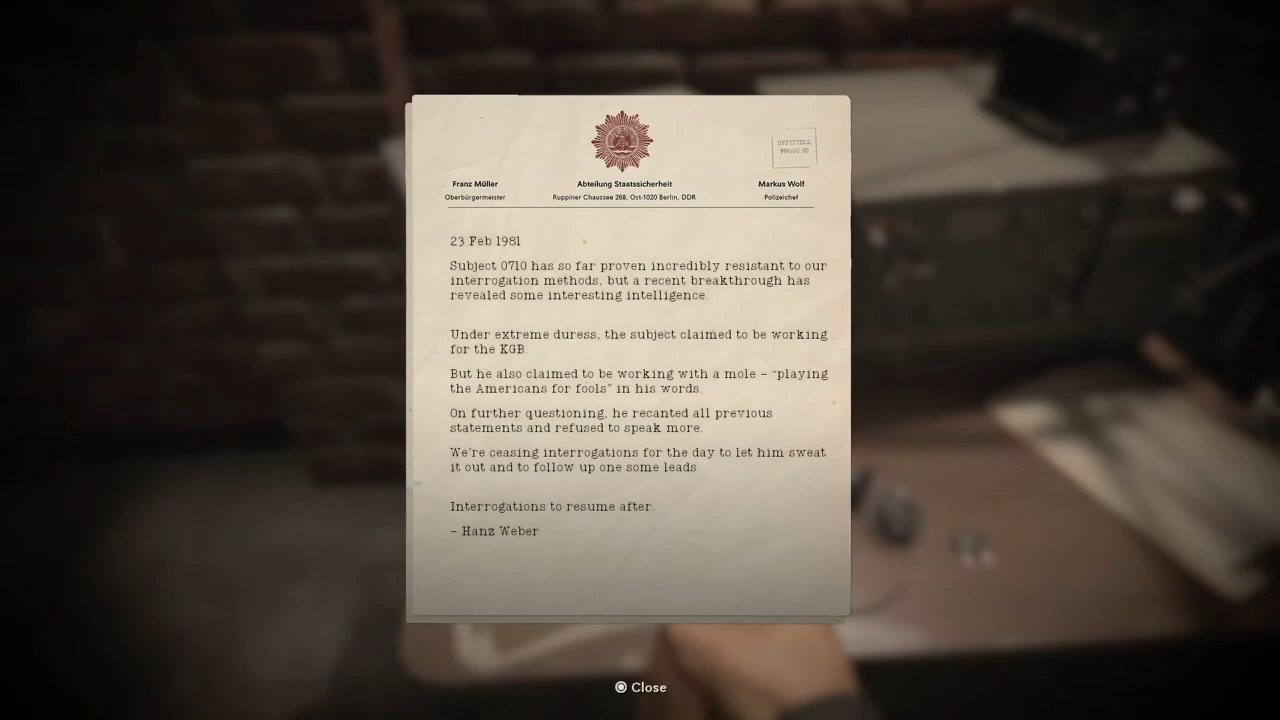 OFFIZIELL
Franz Müller
Abteilung Staatssicherheit
Markus Wolf
Oberbürgermeister
Ruppiner Chaussee 268, Ost-1020 Berlin, DDR
Polizeichef
23 Feb 1981
Subject 0710 has so far proven incredibly resistant to our
interrogation methods, but a recent breakthrough has
revealed some interesting intelligence.
Under extreme duress, the subject claimed to be working
for the KGB.
But he also claimed to be working with a mole – “playing
the Americans for fools” in his words.
On further questioning, he recanted all previous
statements and refused to speak more.
We're ceasing interrogations for the day to let him sweat
it out and to follow up one some leads.
Interrogations to resume after.
– Hanz Weber
Close